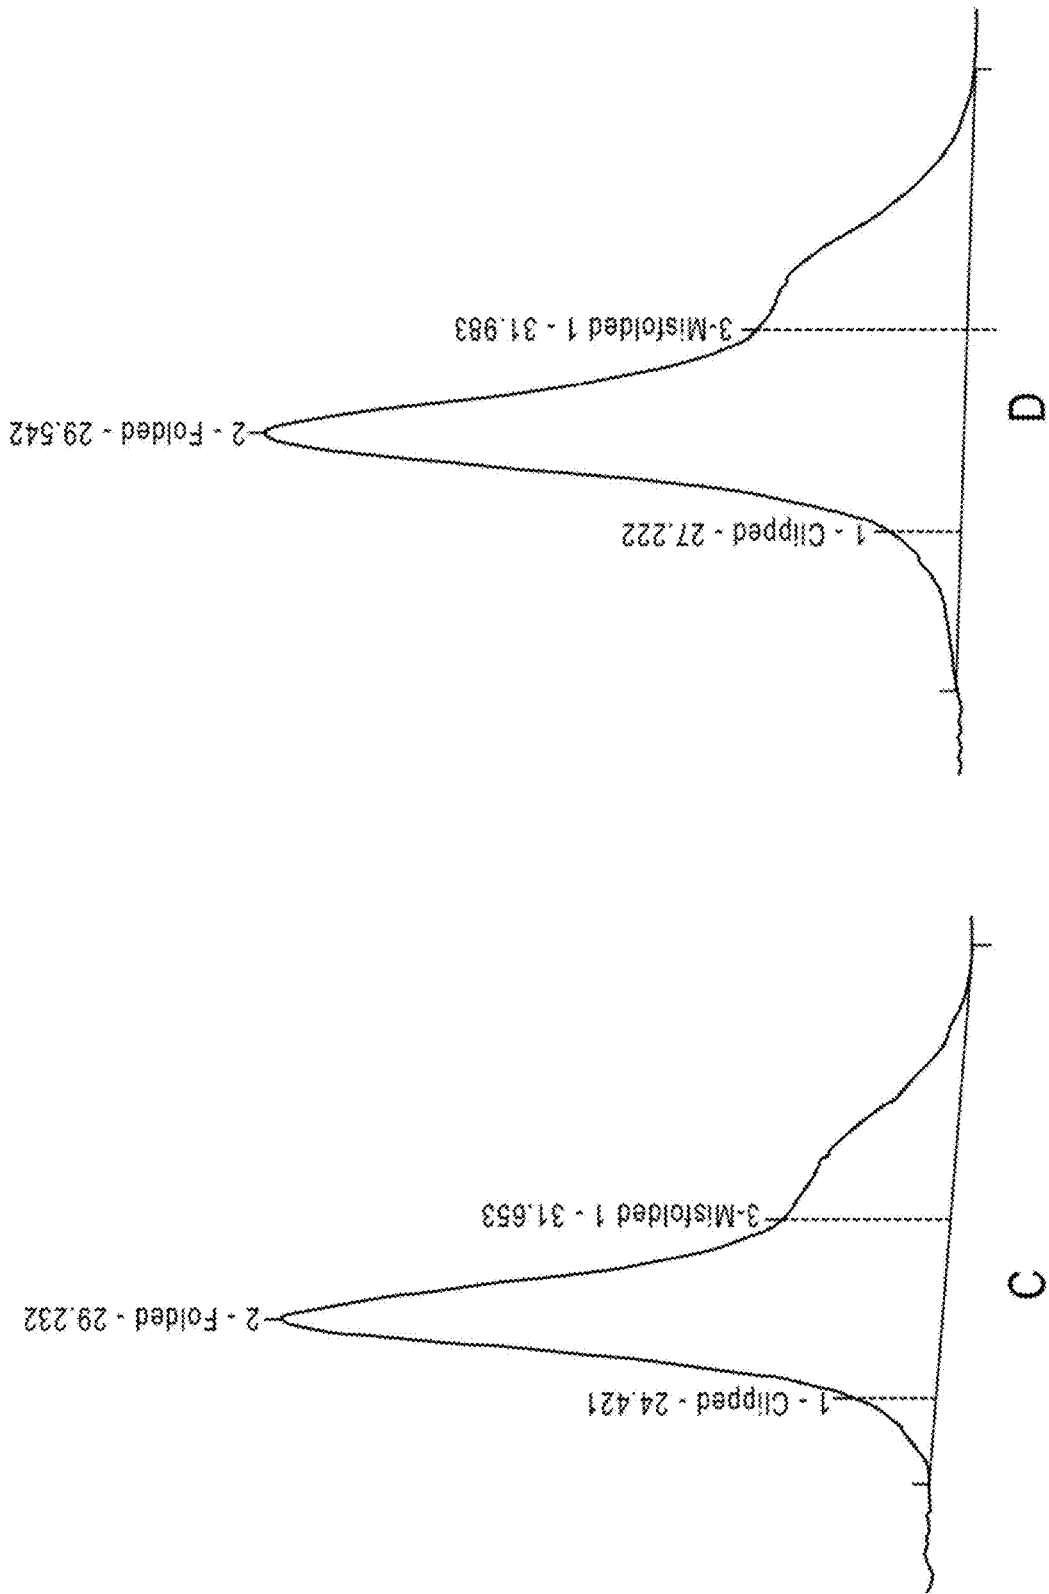 1 - Clipped - 24.421
2 - Folded - 29.232
3-Misfolded 1 - 31.653
C
1 - Clipped - 27.222
2 - Folded - 29.542
3-Misfolded 1 - 31.983
D